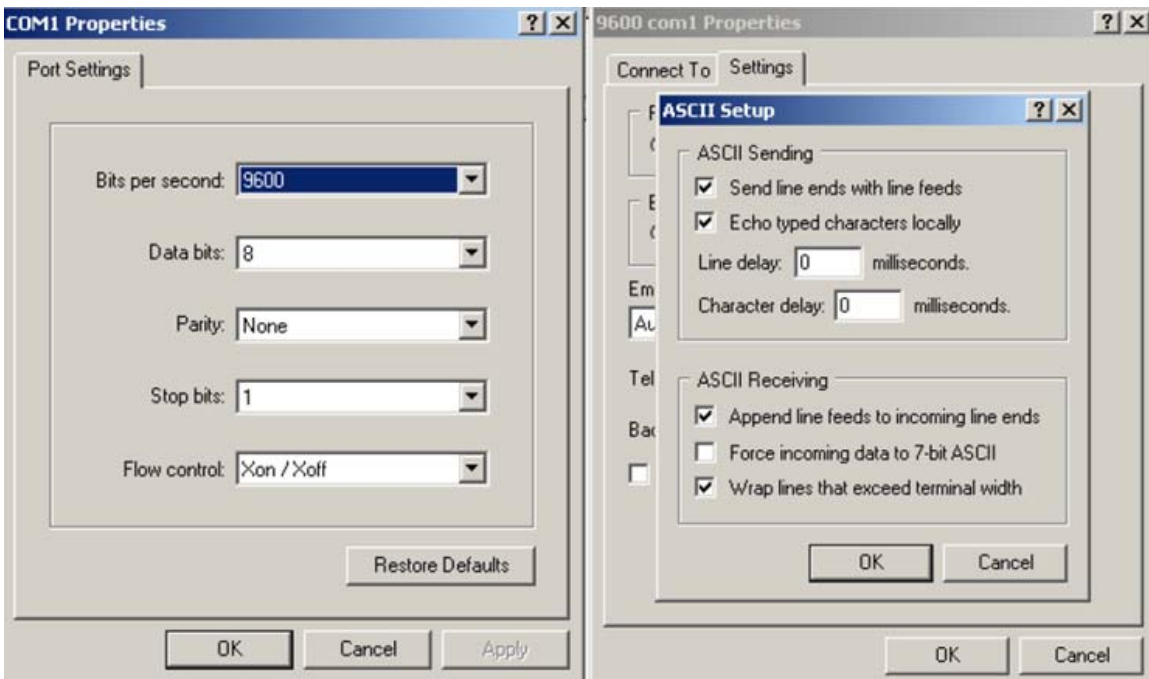 COM1 Properties
Port Settings
Bits per second: 9600
Data bits: 8
Parity: None
Stop bits: 1
Flow control: Xon / Xoff
Restore Defaults
OK Cancel Apply
9600 com1 Properties
Connect To Settings
ASCII Setup
ASCII Sending
Send line ends with line feeds
Echo typed characters locally
Line delay: 0 milliseconds.
Character delay: 0 milliseconds.
ASCII Receiving
Append line feeds to incoming line ends
Force incoming data to 7-bit ASCII
Wrap lines that exceed terminal width
OK Cancel
Em
Au
Tel
Bac
OK Cancel